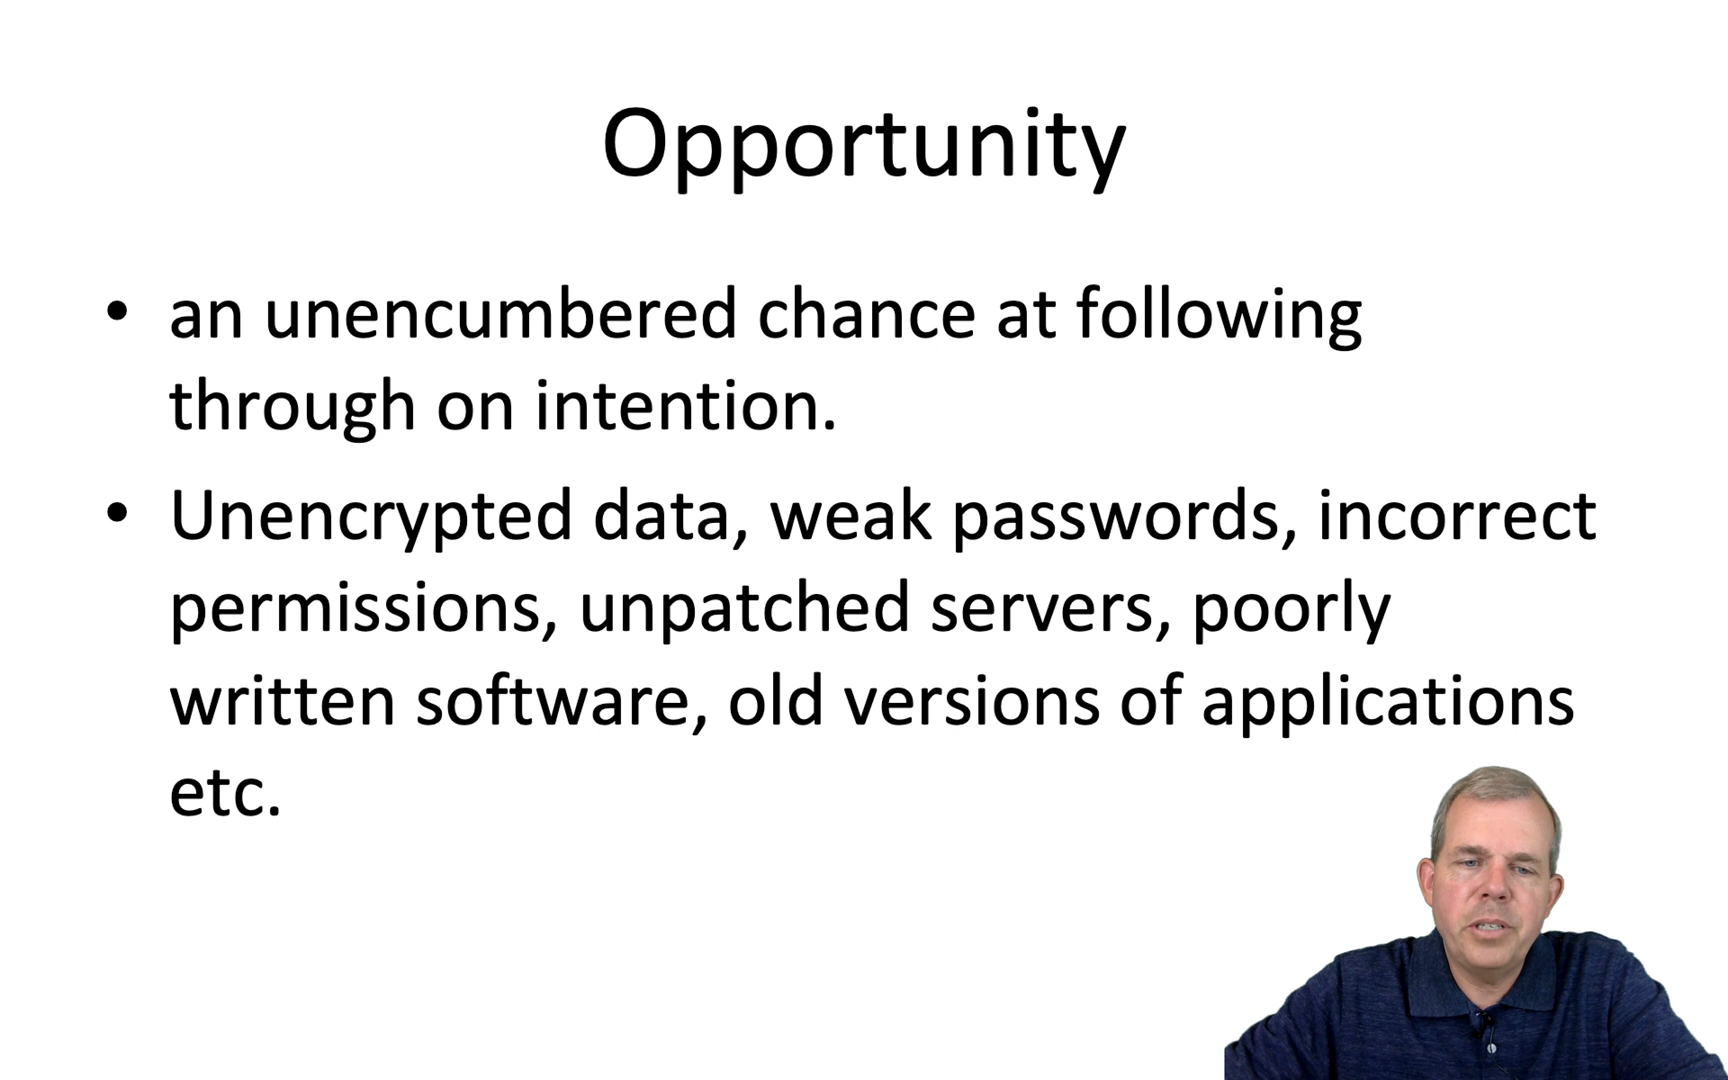 Opportunity
• an unencumbered chance at following
through on intention.
• Unencrypted data, weak passwords, incorrect
permissions, unpatched servers, poorly
written software, old versions of applications
etc.